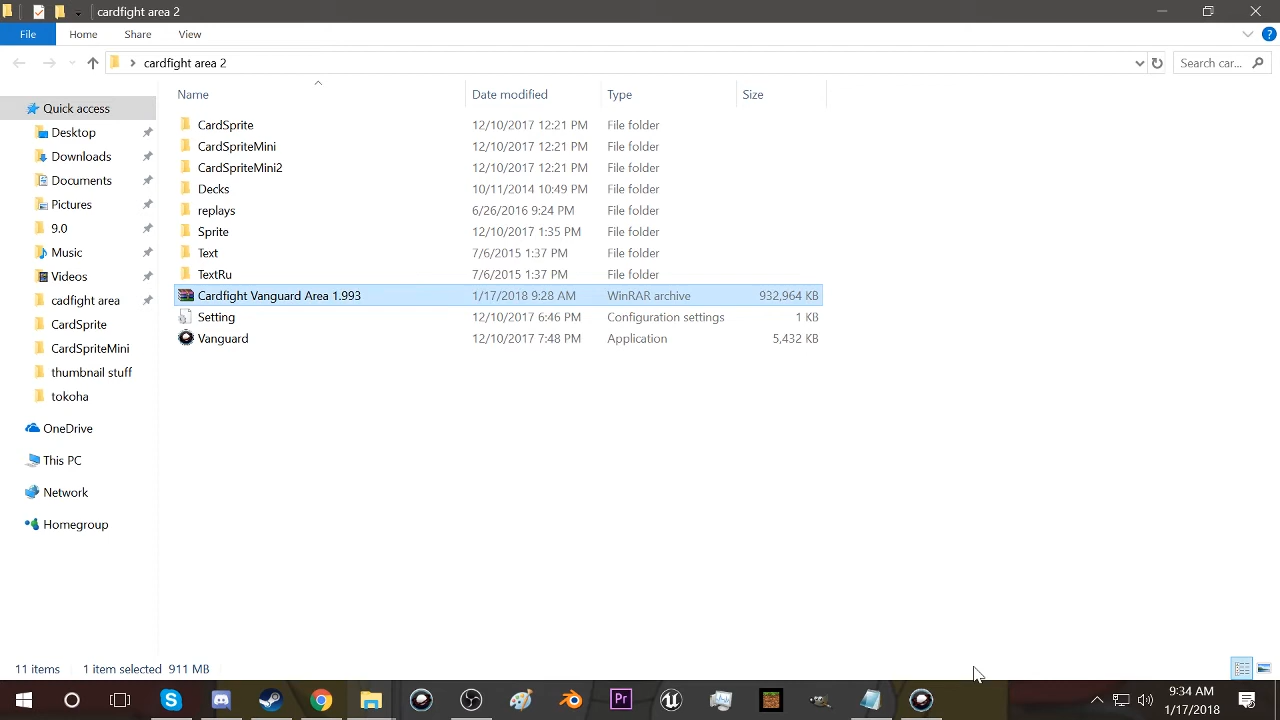 cardfight area 2
File Home Share View
cardfight area 2 Search car...
Name Date modified Type Size
Quick access
Desktop
Downloads
Documents
Pictures
9.0
Music
Videos
cadfight area
CardSprite
CardSpriteMini
thumbnail stuff
tokoha
OneDrive
This PC
Network
Homegroup
CardSprite 12/10/2017 12:21 PM File folder
CardSpriteMini 12/10/2017 12:21 PM File folder
CardSpriteMini2 12/10/2017 12:21 PM File folder
Decks 10/11/2014 10:49 PM File folder
replays 6/26/2016 9:24 PM File folder
Sprite 12/10/2017 1:35 PM File folder
Text 7/6/2015 1:37 PM File folder
TextRu 7/6/2015 1:37 PM File folder
Cardfight Vanguard Area 1.993 1/17/2018 9:28 AM WinRAR archive 932,964 KB
Setting 12/10/2017 6:46 PM Configuration settings 1 KB
Vanguard 12/10/2017 7:48 PM Application 5,432 KB
11 items 1 item selected 911 MB
Pr
9:34 AM
1/17/2018